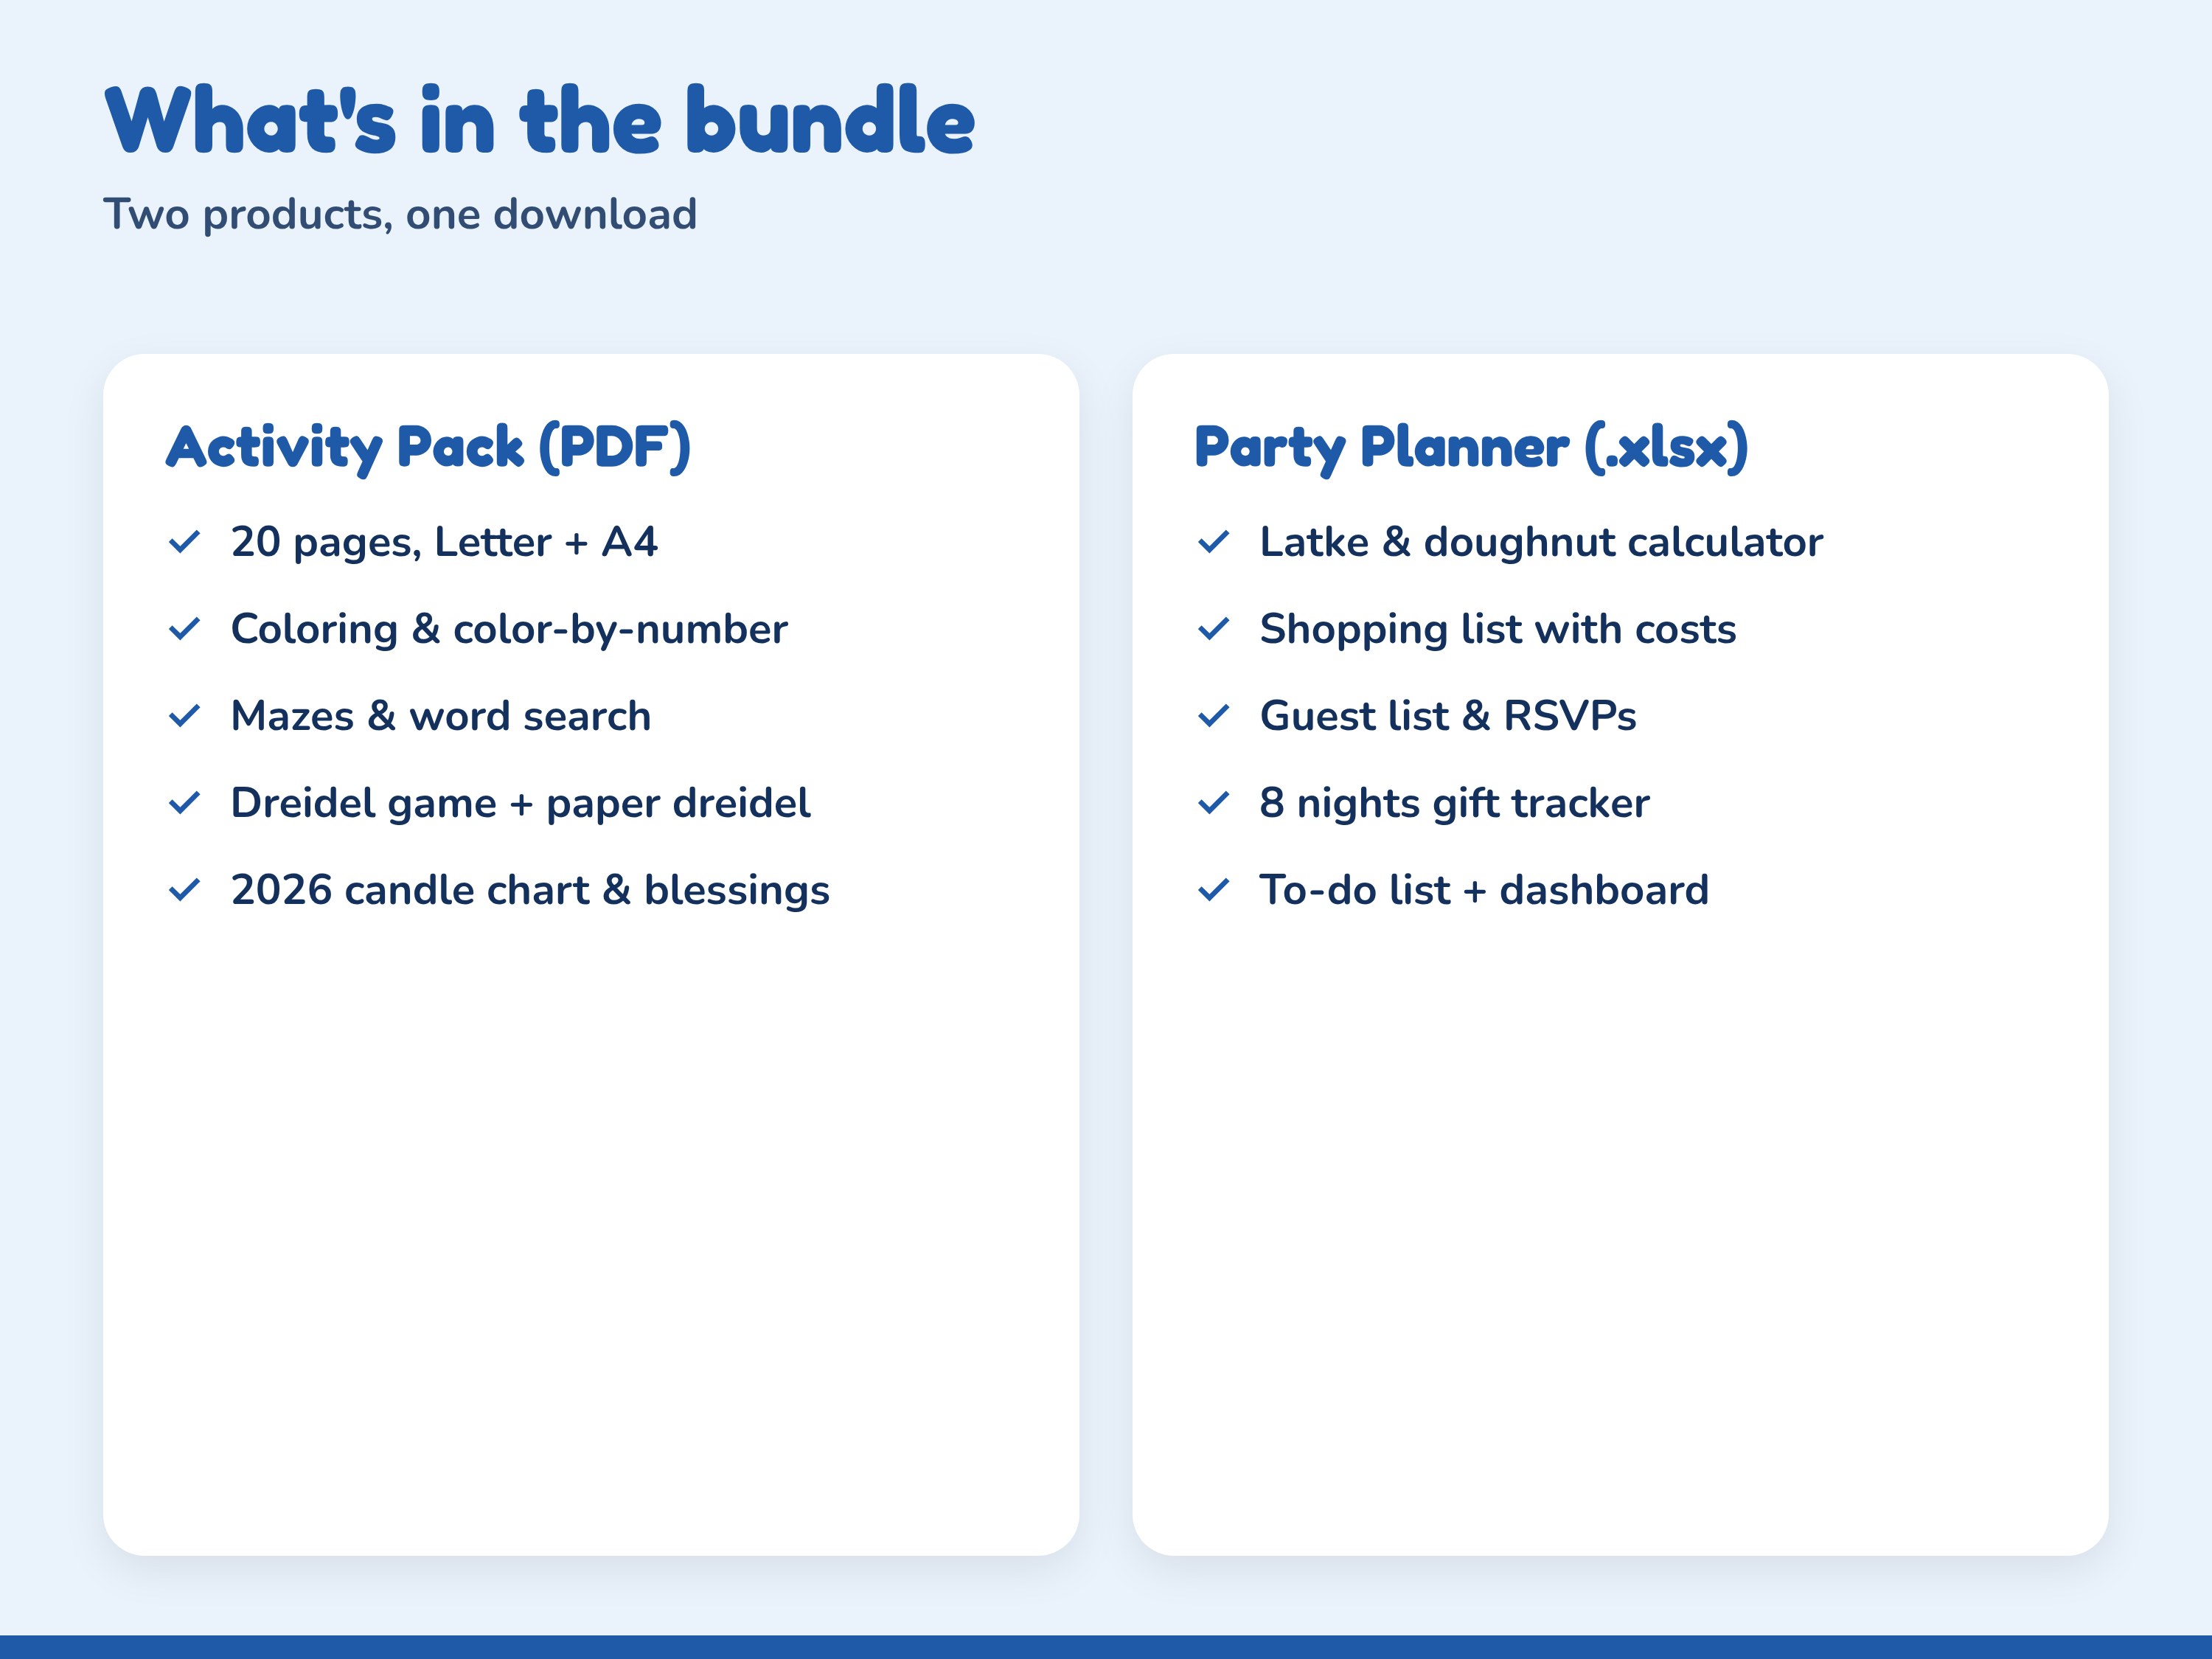 What's in the bundle
Two products, one download
Activity Pack (PDF)
20 pages, Letter + A4
Coloring & color-by-number
Mazes & word search
Dreidel game + paper dreidel
2026 candle chart & blessings
Party Planner (.xlsx)
Latke & doughnut calculator
Shopping list with costs
Guest list & RSVPs
8 nights gift tracker
To-do list + dashboard